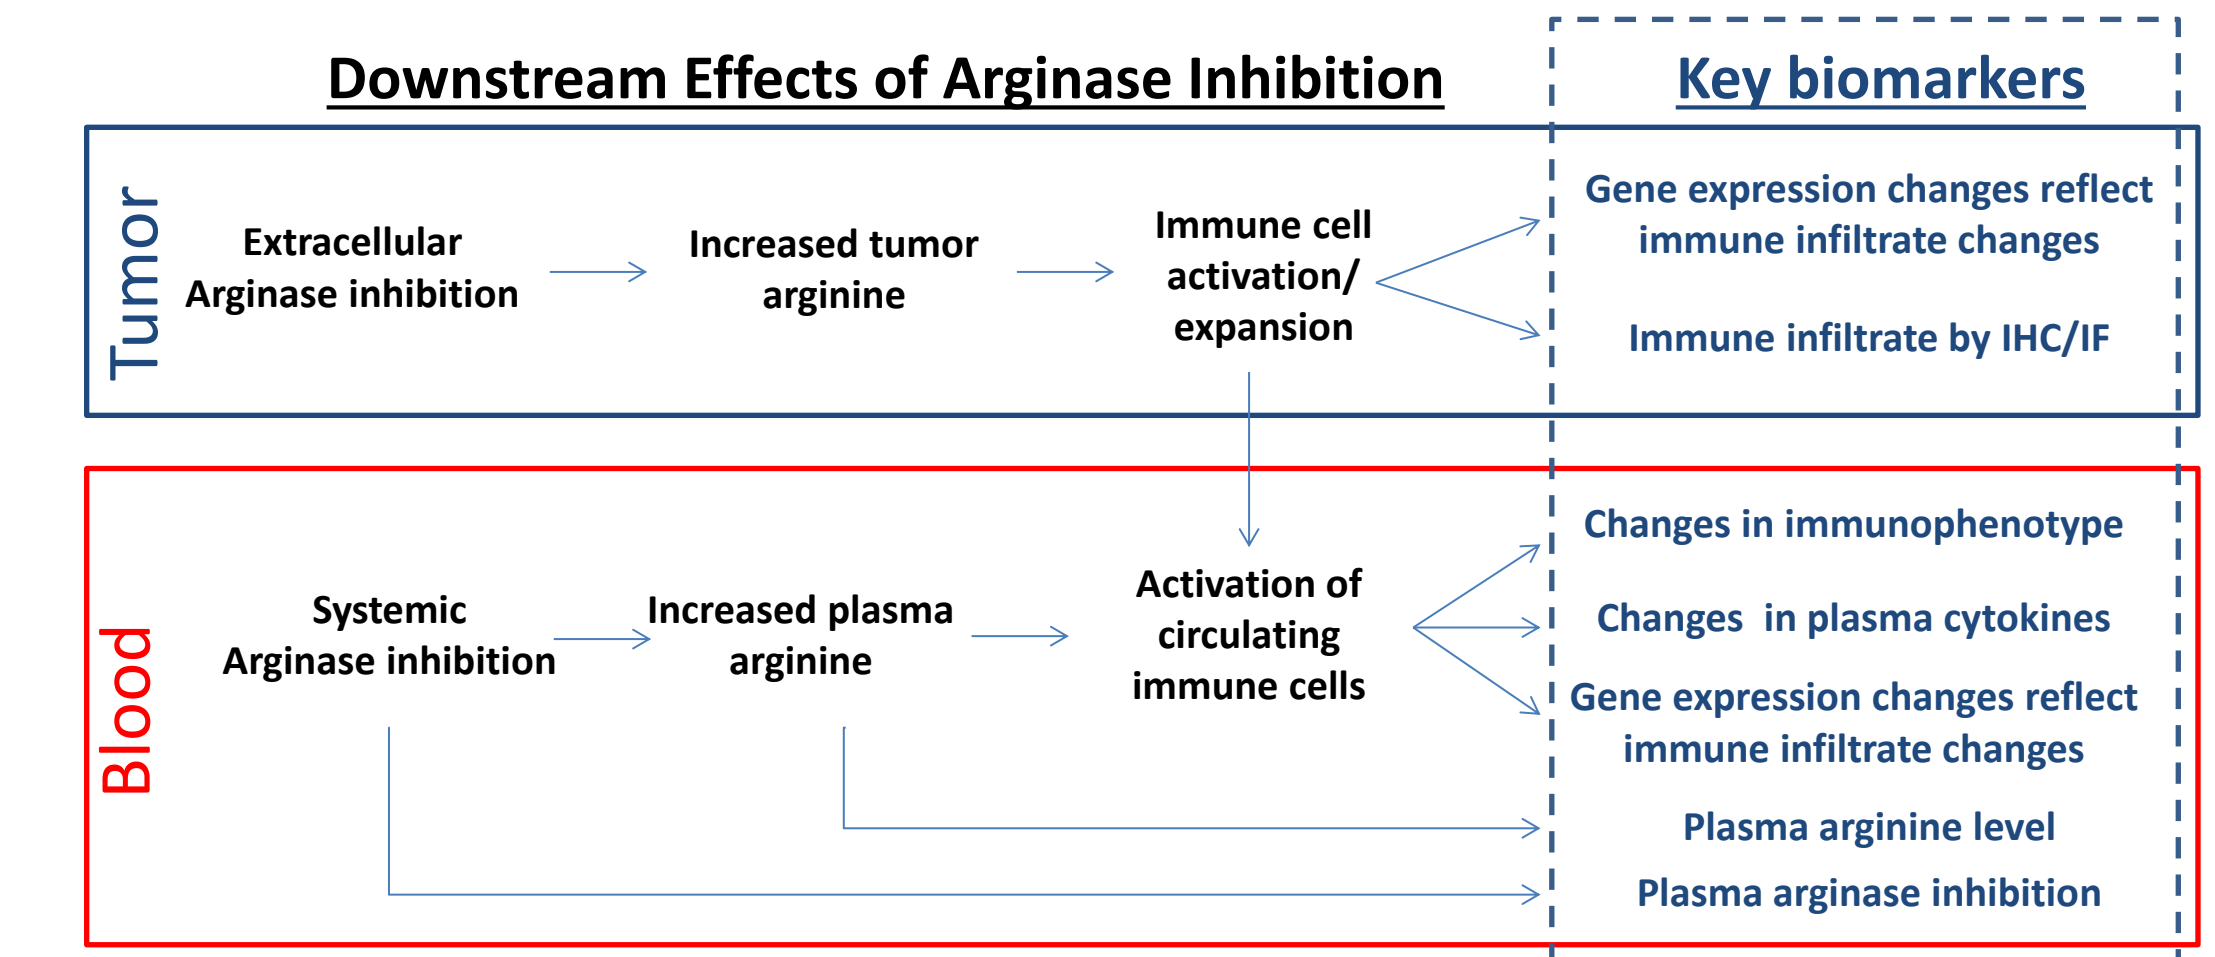 Downstream Effects of Arginase Inhibition
Key biomarkers
Tumor
Extracellular
Arginase inhibition
Increased tumor
arginine
Immune cell
activation/
expansion
Gene expression changes reflect
immune infiltrate changes
Immune infiltrate by IHC/IF
Blood
Systemic
Arginase inhibition
Increased plasma
arginine
Activation of
circulating
immune cells
Changes in immunophenotype
Changes  in plasma cytokines
Gene expression changes reflect
immune infiltrate changes
Plasma arginine level
Plasma arginase inhibition